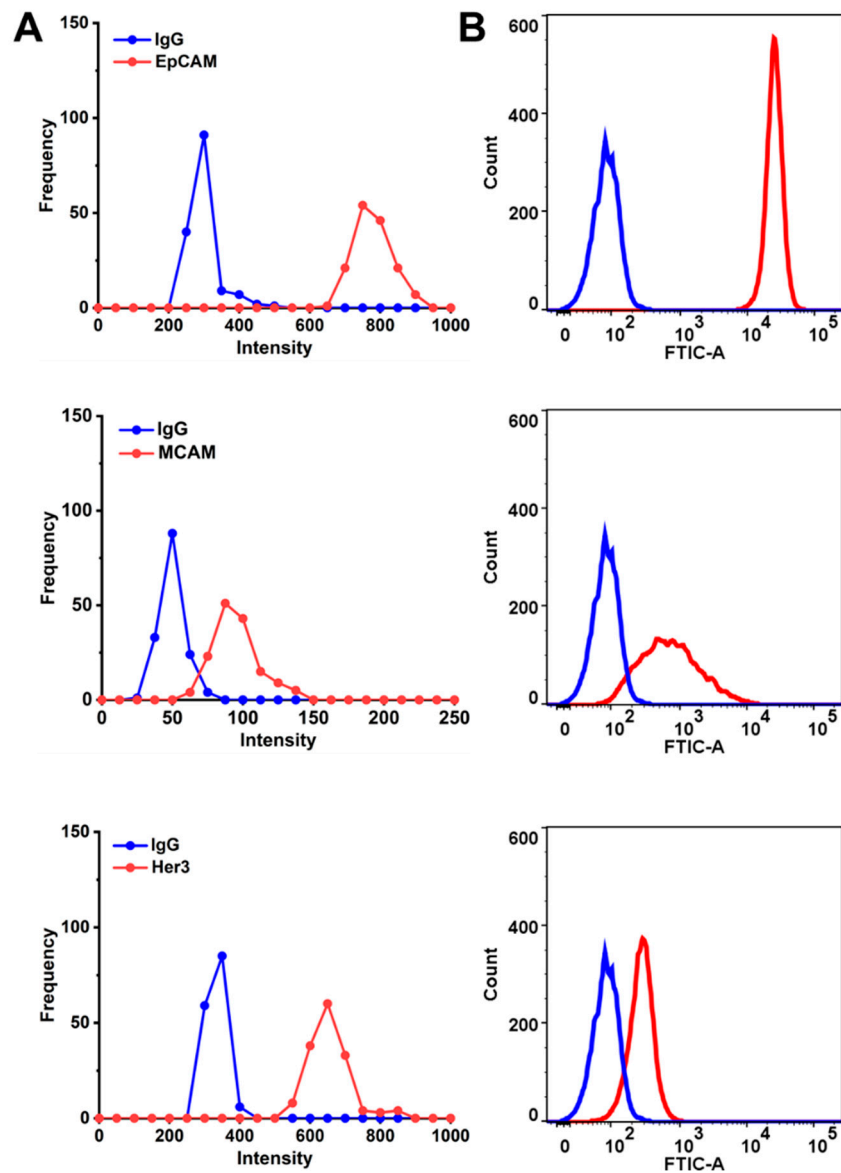 A
B
IgG
EpCAM
150
100
50
0
Frequency
0 200 400 600 800 1000
Intensity
600
400
200
0
Count
0 10² 10³ 10⁴ 10⁵
FTIC-A
IgG
MCAM
150
100
50
0
Frequency
0 50 100 150 200 250
Intensity
600
400
200
0
Count
0 10² 10³ 10⁴ 10⁵
FTIC-A
IgG
Her3
150
100
50
0
Frequency
0 200 400 600 800 1000
Intensity
600
400
200
0
Count
0 10² 10³ 10⁴ 10⁵
FTIC-A